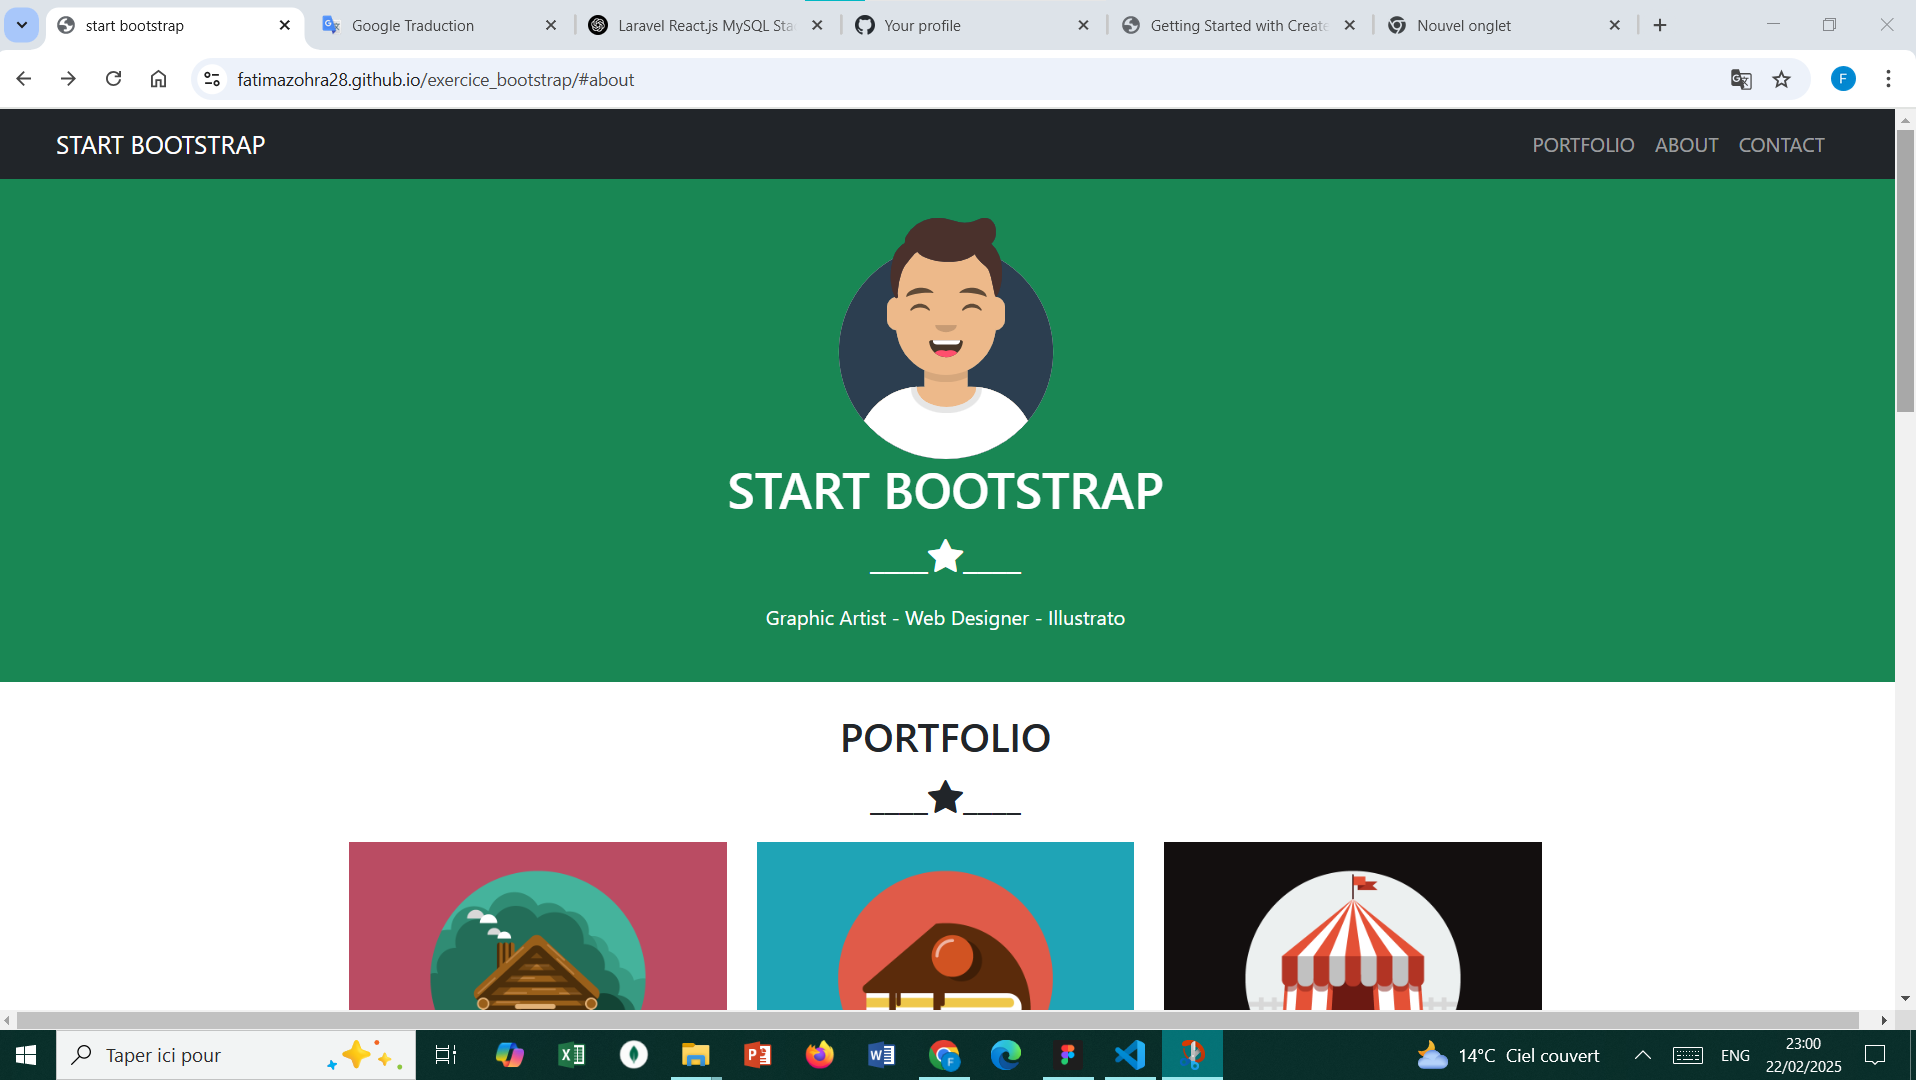 start bootstrap
Google Traduction
Laravel React.js MySQL Sta
Your profile
Getting Started with Create
Nouvel onglet
fatimazohra28.github.io/exercice_bootstrap/#about
F
START BOOTSTRAP
PORTFOLIO ABOUT CONTACT
START BOOTSTRAP
Graphic Artist - Web Designer - Illustrato
PORTFOLIO
Taper ici pour
14°C Ciel couvert
ENG
23:00
22/02/2025